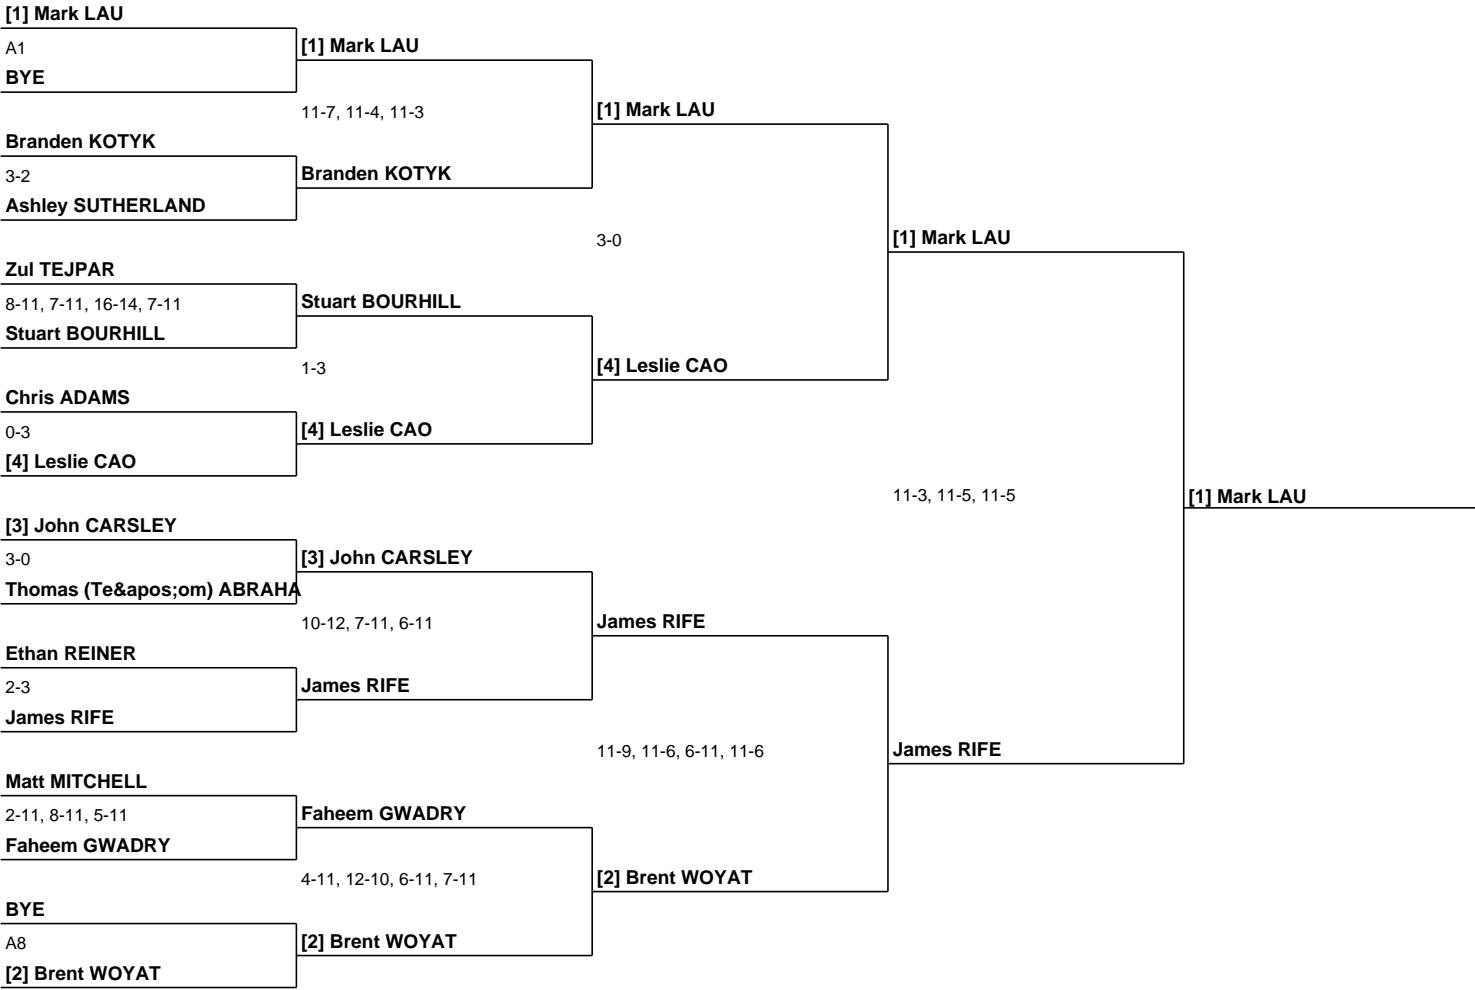 [1] Mark LAU
A1
[1] Mark LAU
BYE
11-7, 11-4, 11-3
[1] Mark LAU
Branden KOTYK
3-2
Branden KOTYK
Ashley SUTHERLAND
3-0
[1] Mark LAU
Zul TEJPAR
8-11, 7-11, 16-14, 7-11
Stuart BOURHILL
Stuart BOURHILL
1-3
[4] Leslie CAO
Chris ADAMS
0-3
[4] Leslie CAO
[4] Leslie CAO
11-3, 11-5, 11-5
[1] Mark LAU
[3] John CARSLEY
3-0
[3] John CARSLEY
Thomas (Te&apos;om) ABRAHA
10-12, 7-11, 6-11
James RIFE
Ethan REINER
2-3
James RIFE
James RIFE
11-9, 11-6, 6-11, 11-6
James RIFE
Matt MITCHELL
2-11, 8-11, 5-11
Faheem GWADRY
Faheem GWADRY
4-11, 12-10, 6-11, 7-11
[2] Brent WOYAT
BYE
A8
[2] Brent WOYAT
[2] Brent WOYAT